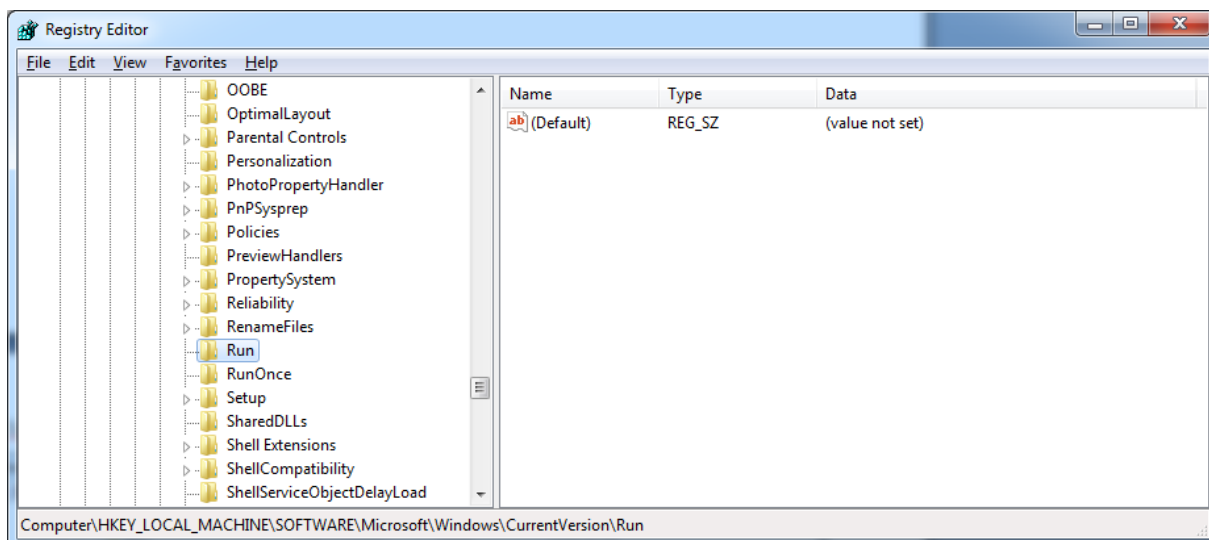 Registry Editor
File Edit View Favorites Help
OOBE
OptimalLayout
Parental Controls
Personalization
PhotoPropertyHandler
PnPSysprep
Policies
PreviewHandlers
PropertySystem
Reliability
RenameFiles
Run
RunOnce
Setup
SharedDLLs
Shell Extensions
ShellCompatibility
ShellServiceObjectDelayLoad
Name Type Data
ab (Default) REG_SZ (value not set)
Computer\HKEY_LOCAL_MACHINE\SOFTWARE\Microsoft\Windows\CurrentVersion\Run